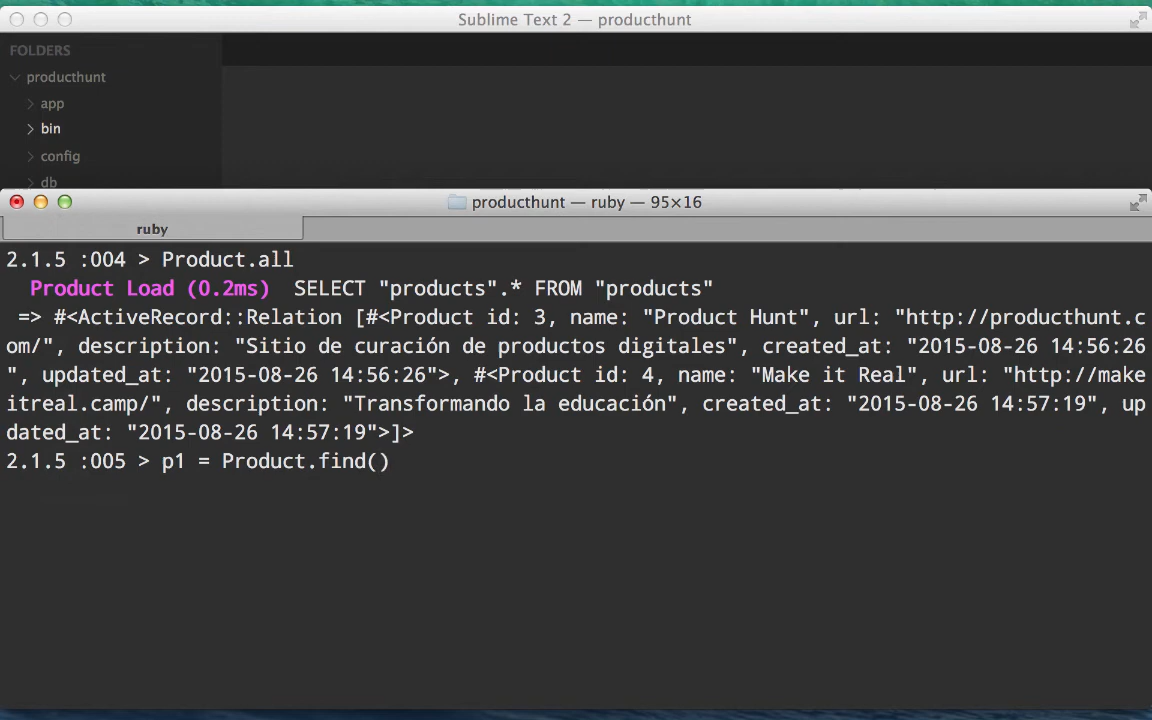 Sublime Text 2 — producthunt
FOLDERS
producthunt
app
bin
config
db
producthunt — ruby — 95×16
ruby
2.1.5 :004 > Product.all
Product Load (0.2ms)  SELECT "products".* FROM "products"
=> #<ActiveRecord::Relation [#<Product id: 3, name: "Product Hunt", url: "http://producthunt.c
om/", description: "Sitio de curación de productos digitales", created_at: "2015-08-26 14:56:26
", updated_at: "2015-08-26 14:56:26">, #<Product id: 4, name: "Make it Real", url: "http://make
itreal.camp/", description: "Transformando la educación", created_at: "2015-08-26 14:57:19", up
dated_at: "2015-08-26 14:57:19">]>
2.1.5 :005 > p1 = Product.find()